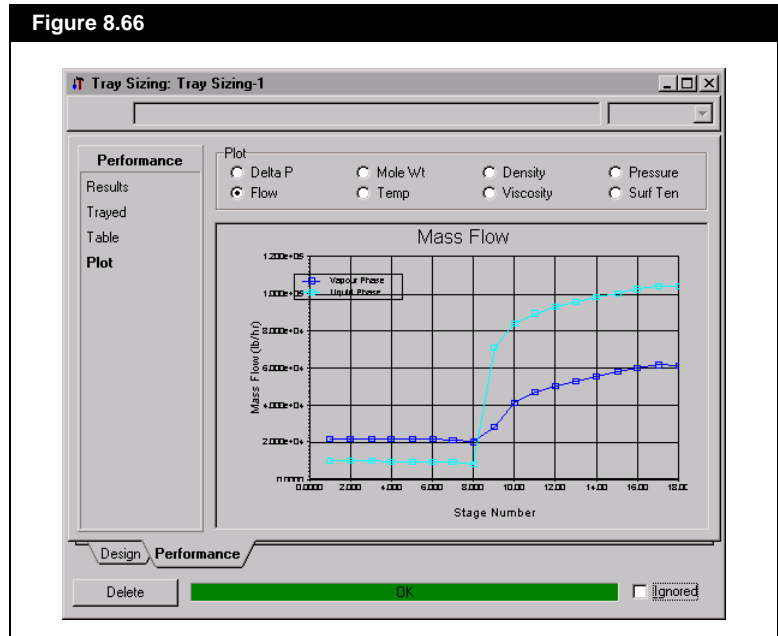 Figure 8.66
Tray Sizing: Tray Sizing-1
Performance
Results
Trayed
Table
Plot
Plot
Delta P
Mole Wt
Density
Pressure
Flow
Temp
Viscosity
Surf Ten
Mass Flow
Vapour Phase
Liquid Phase
Mass Flow (lb/hr)
1.200e+05
1.000e+05
8.000e+04
6.000e+04
4.000e+04
2.000e+04
0.0000
0.0000 2.000 4.000 6.000 8.000 10.00 12.00 14.00 16.00 18.00
Stage Number
Design Performance
Delete
OK
Ignored